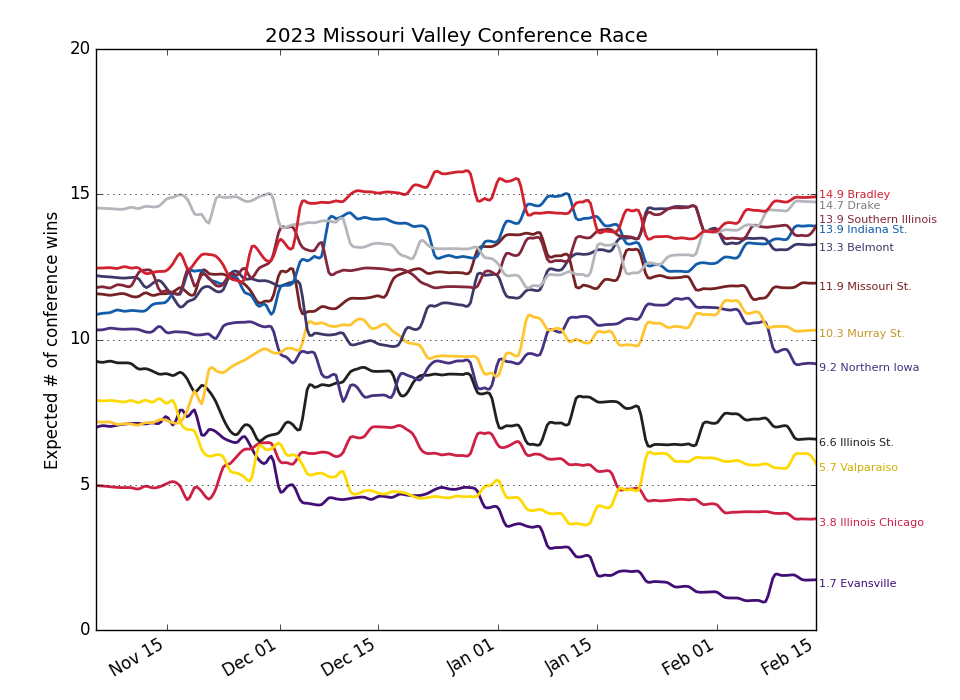 2023 Missouri Valley Conference Race
Expected # of conference wins
20
15
10
5
0
Nov 15
Dec 01
Dec 15
Jan 01
Jan 15
Feb 01
Feb 15
14.9 Bradley
14.7 Drake
13.9 Southern Illinois
13.9 Indiana St.
13.3 Belmont
11.9 Missouri St.
10.3 Murray St.
9.2 Northern Iowa
6.6 Illinois St.
5.7 Valparaiso
3.8 Illinois Chicago
1.7 Evansville